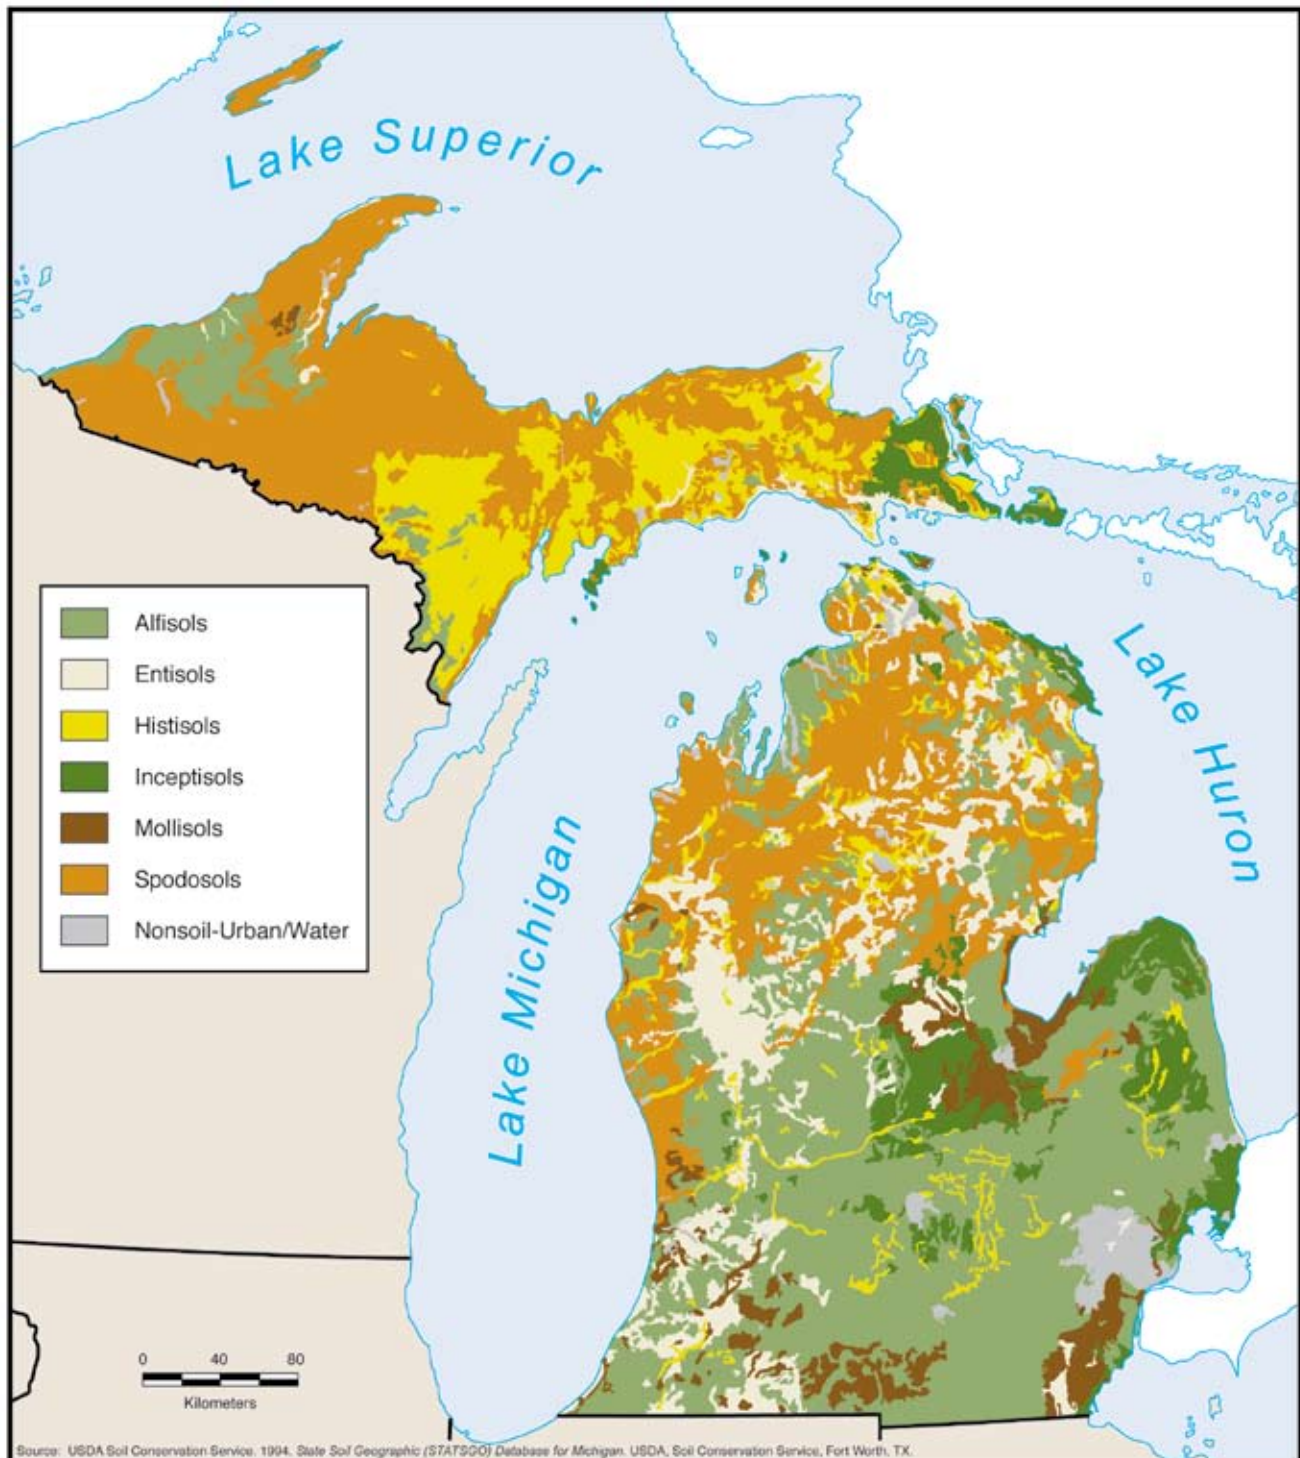 Lake Superior
Lake Michigan
Lake Huron
Alfisols
Entisols
Histisols
Inceptisols
Mollisols
Spodosols
Nonsoil-Urban/Water
0 40 80
Kilometers
Source: USDA Soil Conservation Service. 1994. State Soil Geographic (STATSGO) Database for Michigan. USDA, Soil Conservation Service, Fort Worth, TX.